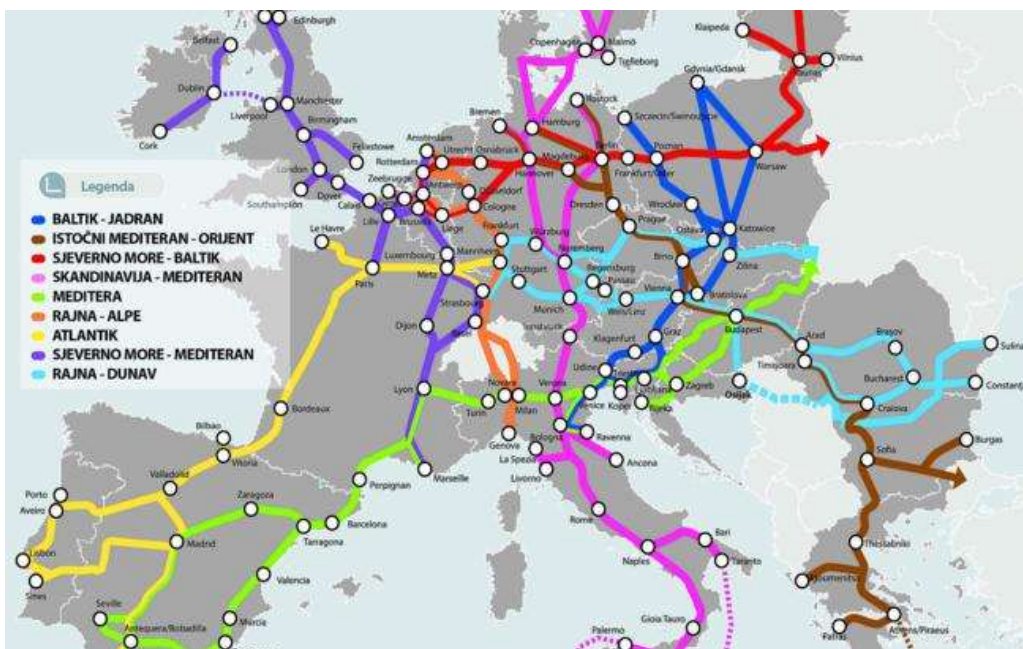 Edinburgh
Belfast
Dublin
Cork
Liverpool
Manchester
Birmingham
Felixstowe
London
Southampton
Dover
Calais
Lille
Le Havre
Paris
Amsterdam
Rotterdam
Utrecht
Osnabrück
Zeebrugge
Antwerp
Düsseldorf
Cologne
Liege
Frankfurt
Luxembourg
Metz
Mannheim
Strasbourg
Dijon
Lyon
Marseille
Bremen
Hamburg
Rostock
Hannover
Magdeburg
Berlin
Frankfurt/Oder
Copenhagen
Malmö
Trelleborg
Klaipeda
Vilnius
Gdynia/Gdansk
Szczecin/Swinoujscie
Poznan
Warsaw
Wroclaw
Katowice
Ostava
Zilina
Dresden
Prague
Brno
Bratislava
Vienna
Würzburg
Nuremberg
Regensburg
Passau
Wels/Linz
Stuttgart
Munich
Graz
Klagenfurt
Udine
Koper
Zagreb
Budapest
Osijek
Arad
Timişoara
Braşov
Bucharest
Craiova
Sulina
Constanta
Sofia
Burgas
Thessaloniki
Igoumenitsa
Patras
Athens/Piraeus
Verona
Venice
Novara
Milan
Turin
Genova
Bologna
Ravenna
La Spezia
Livorno
Ancona
Rome
Naples
Bari
Taranto
Gioia Tauro
Palermo
Bordeaux
Bilbao
Vitoria
Valladolid
Porto
Aveiro
Lisbon
Sines
Madrid
Zaragoza
Tarragona
Barcelona
Perpignan
Valencia
Murcie
Seville
Antequera/Bobadilla
Legenda
BALTIK - JADRAN
ISTOČNI MEDITERAN - ORIJENT
SJEVERNO MORE - BALTIK
SKANDINAVIJA - MEDITERAN
MEDITERA
RAJNA - ALPE
ATLANTIK
SJEVERNO MORE - MEDITERAN
RAJNA - DUNAV